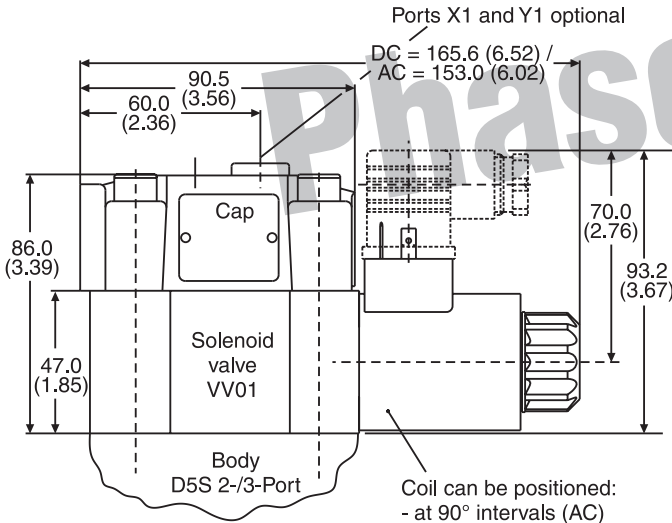 Ports X1 and Y1 optional
DC = 165.6 (6.52) /
AC = 153.0 (6.02)
90.5
(3.56)
60.0
(2.36)
Phase
Cap
86.0
(3.39)
70.0
(2.76)
93.2
(3.67)
47.0
(1.85)
Solenoid
valve
VV01
Body
D5S 2-/3-Port
Coil can be positioned:
- at 90° intervals (AC)